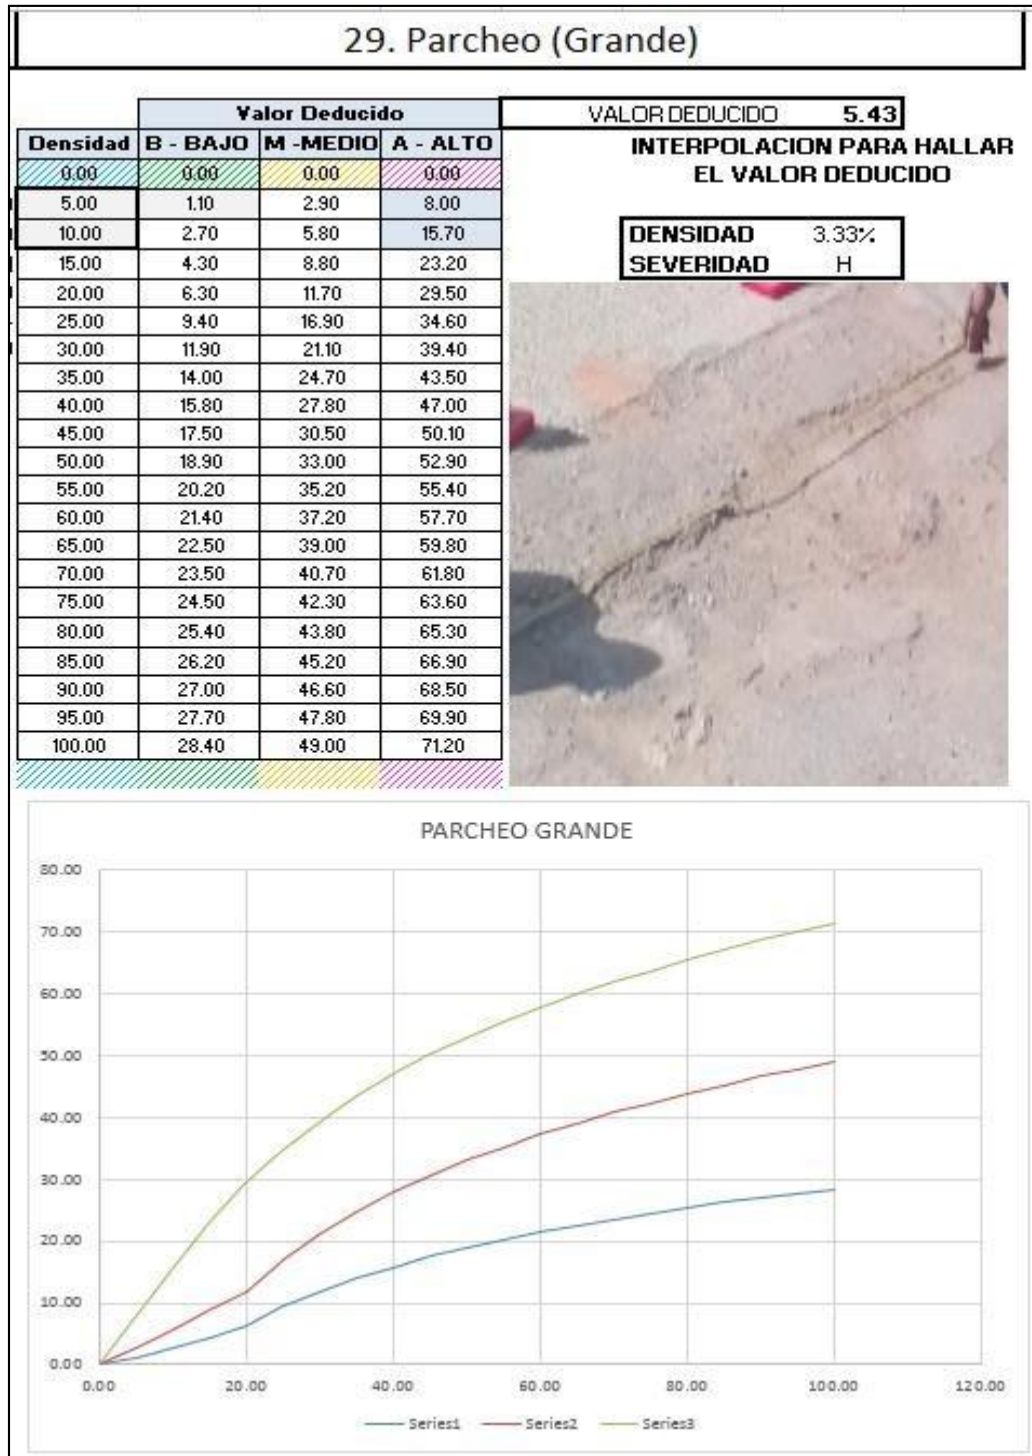 29. Parcheo (Grande)
Valor Deducido
Densidad B - BAJO M -MEDIO A - ALTO
0.00 0.00 0.00 0.00
5.00 1.10 2.90 8.00
10.00 2.70 5.80 15.70
15.00 4.30 8.80 23.20
20.00 6.30 11.70 29.50
25.00 9.40 16.90 34.60
30.00 11.90 21.10 39.40
35.00 14.00 24.70 43.50
40.00 15.80 27.80 47.00
45.00 17.50 30.50 50.10
50.00 18.90 33.00 52.90
55.00 20.20 35.20 55.40
60.00 21.40 37.20 57.70
65.00 22.50 39.00 59.80
70.00 23.50 40.70 61.80
75.00 24.50 42.30 63.60
80.00 25.40 43.80 65.30
85.00 26.20 45.20 66.90
90.00 27.00 46.60 68.50
95.00 27.70 47.80 69.90
100.00 28.40 49.00 71.20
VALOR DEDUCIDO 5.43
INTERPOLACION PARA HALLAR
EL VALOR DEDUCIDO
DENSIDAD 3.33%
SEVERIDAD H
PARCHEO GRANDE
80.00
70.00
60.00
50.00
40.00
30.00
20.00
10.00
0.00
0.00 20.00 40.00 60.00 80.00 100.00 120.00
Series1 Series2 Series3